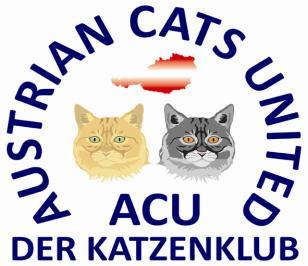 AUSTRIAN CATS UNITED
ACU
DER KATZENKLUB